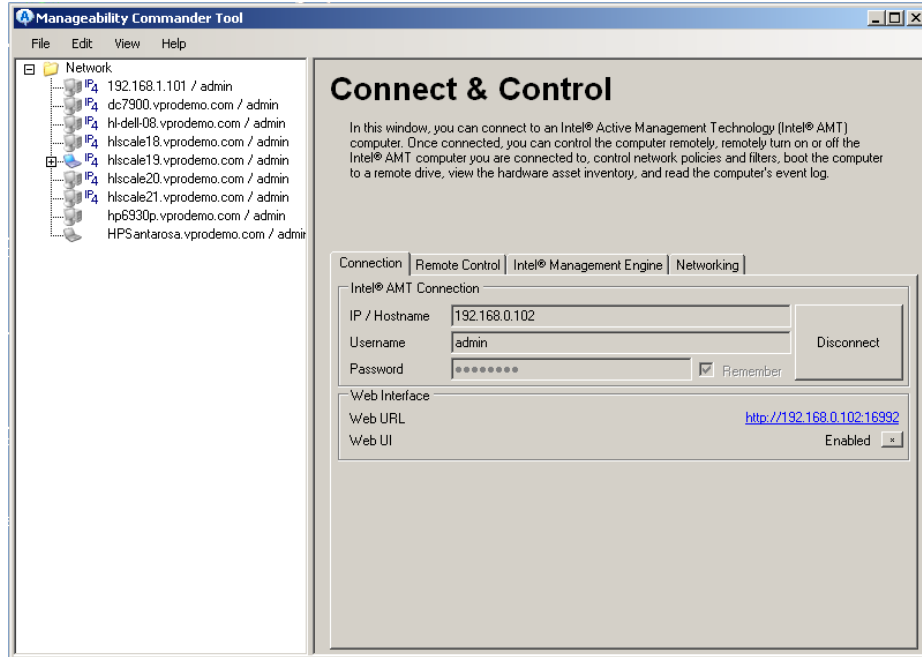 Manageability Commander Tool
File Edit View Help
Network
IP4 192.168.1.101 / admin
IP4 dc7900.vprodemo.com / admin
IP4 hl-dell-08.vprodemo.com / admin
IP4 hlscale18.vprodemo.com / admin
IP4 hlscale19.vprodemo.com / admin
IP4 hlscale20.vprodemo.com / admin
IP4 hlscale21.vprodemo.com / admin
hp6930p.vprodemo.com / admin
HPSantarosa.vprodemo.com / admin
Connect & Control
In this window, you can connect to an Intel® Active Management Technology (Intel® AMT)
computer. Once connected, you can control the computer remotely, remotely turn on or off the
Intel® AMT computer you are connected to, control network policies and filters, boot the computer
to a remote drive, view the hardware asset inventory, and read the computer's event log.
Connection Remote Control Intel® Management Engine Networking
Intel® AMT Connection
IP / Hostname 192.168.0.102
Username admin
Disconnect
Password ●●●●●●●● Remember
Web Interface
Web URL http://192.168.0.102:16992
Web UI Enabled